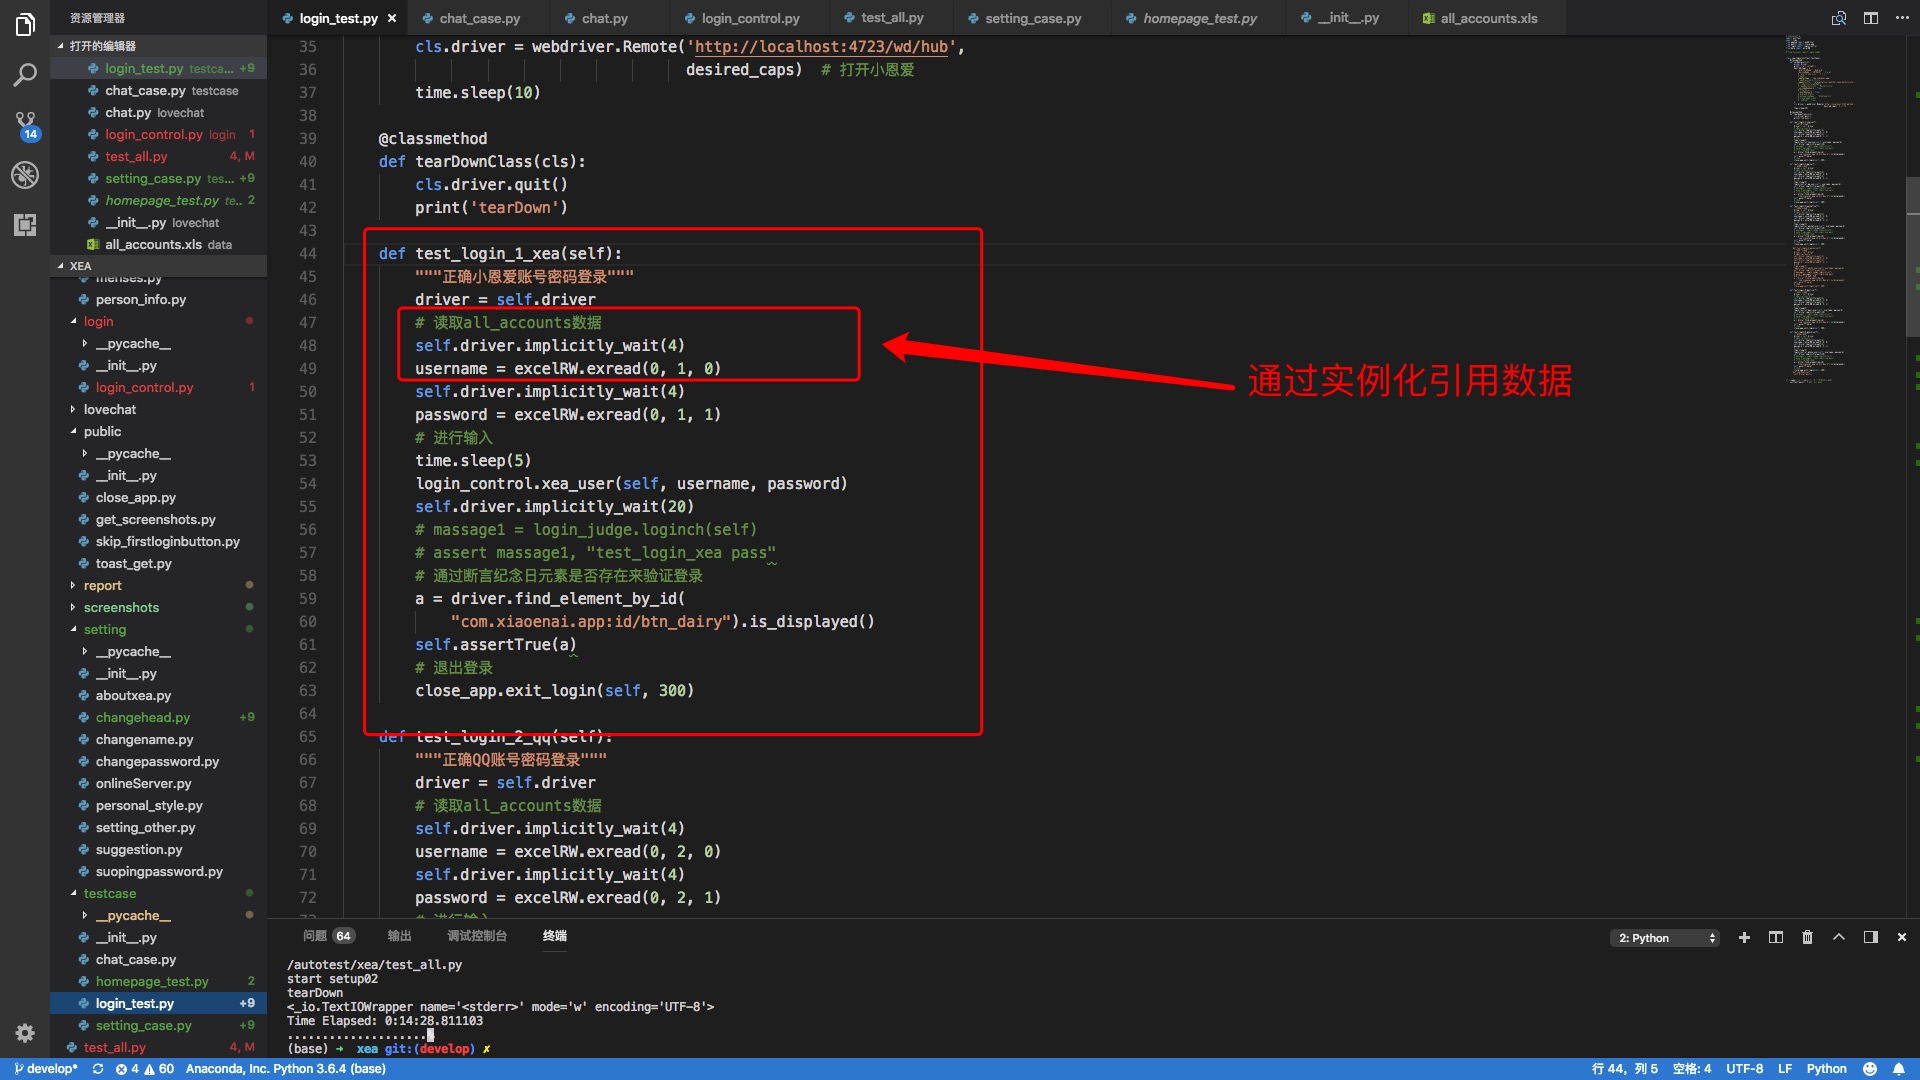 资源管理器
login_test.py
chat_case.py
chat.py
login_control.py
test_all.py
setting_case.py
homepage_test.py
__init__.py
all_accounts.xls
打开的编辑器
login_test.py testca... +9
chat_case.py testcase
chat.py lovechat
login_control.py login 1
test_all.py 4, M
setting_case.py tes... +9
homepage_test.py te.. 2
__init__.py lovechat
all_accounts.xls data
14
XEA
menses.py
person_info.py
login
__pycache__
__init__.py
login_control.py 1
lovechat
public
__pycache__
__init__.py
close_app.py
get_screenshots.py
skip_firstloginbutton.py
toast_get.py
report
screenshots
setting
__pycache__
__init__.py
aboutxea.py
changehead.py +9
changename.py
changepassword.py
onlineServer.py
personal_style.py
setting_other.py
suggestion.py
suopingpassword.py
testcase
__pycache__
__init__.py
chat_case.py
homepage_test.py 2
login_test.py +9
setting_case.py +9
test_all.py 4, M
35 cls.driver = webdriver.Remote('http://localhost:4723/wd/hub',
36 desired_caps) # 打开小恩爱
37 time.sleep(10)
38
39 @classmethod
40 def tearDownClass(cls):
41 cls.driver.quit()
42 print('tearDown')
43
44 def test_login_1_xea(self):
45 """正确小恩爱账号密码登录"""
46 driver = self.driver
47 # 读取all_accounts数据
48 self.driver.implicitly_wait(4)
49 username = excelRW.exread(0, 1, 0)
50 self.driver.implicitly_wait(4)
51 password = excelRW.exread(0, 1, 1)
52 # 进行输入
53 time.sleep(5)
54 login_control.xea_user(self, username, password)
55 self.driver.implicitly_wait(20)
56 # massage1 = login_judge.loginch(self)
57 # assert massage1, "test_login_xea pass"
58 # 通过断言纪念日元素是否存在来验证登录
59 a = driver.find_element_by_id(
60 "com.xiaoenai.app:id/btn_dairy").is_displayed()
61 self.assertTrue(a)
62 # 退出登录
63 close_app.exit_login(self, 300)
64
65 def test_login_2_qq(self):
66 """正确QQ账号密码登录"""
67 driver = self.driver
68 # 读取all_accounts数据
69 self.driver.implicitly_wait(4)
70 username = excelRW.exread(0, 2, 0)
71 self.driver.implicitly_wait(4)
72 password = excelRW.exread(0, 2, 1)
73 # 进行输入
通过实例化引用数据
问题 64 输出 调试控制台 终端
2: Python
/autotest/xea/test_all.py
start setup02
tearDown
<_io.TextIOWrapper name='<stderr>' mode='w' encoding='UTF-8'>
Time Elapsed: 0:14:28.811103
....................
(base) → xea git:(develop) ✗
develop* 4 60 Anaconda, Inc. Python 3.6.4 (base)
行 44，列 5 空格: 4 UTF-8 LF Python